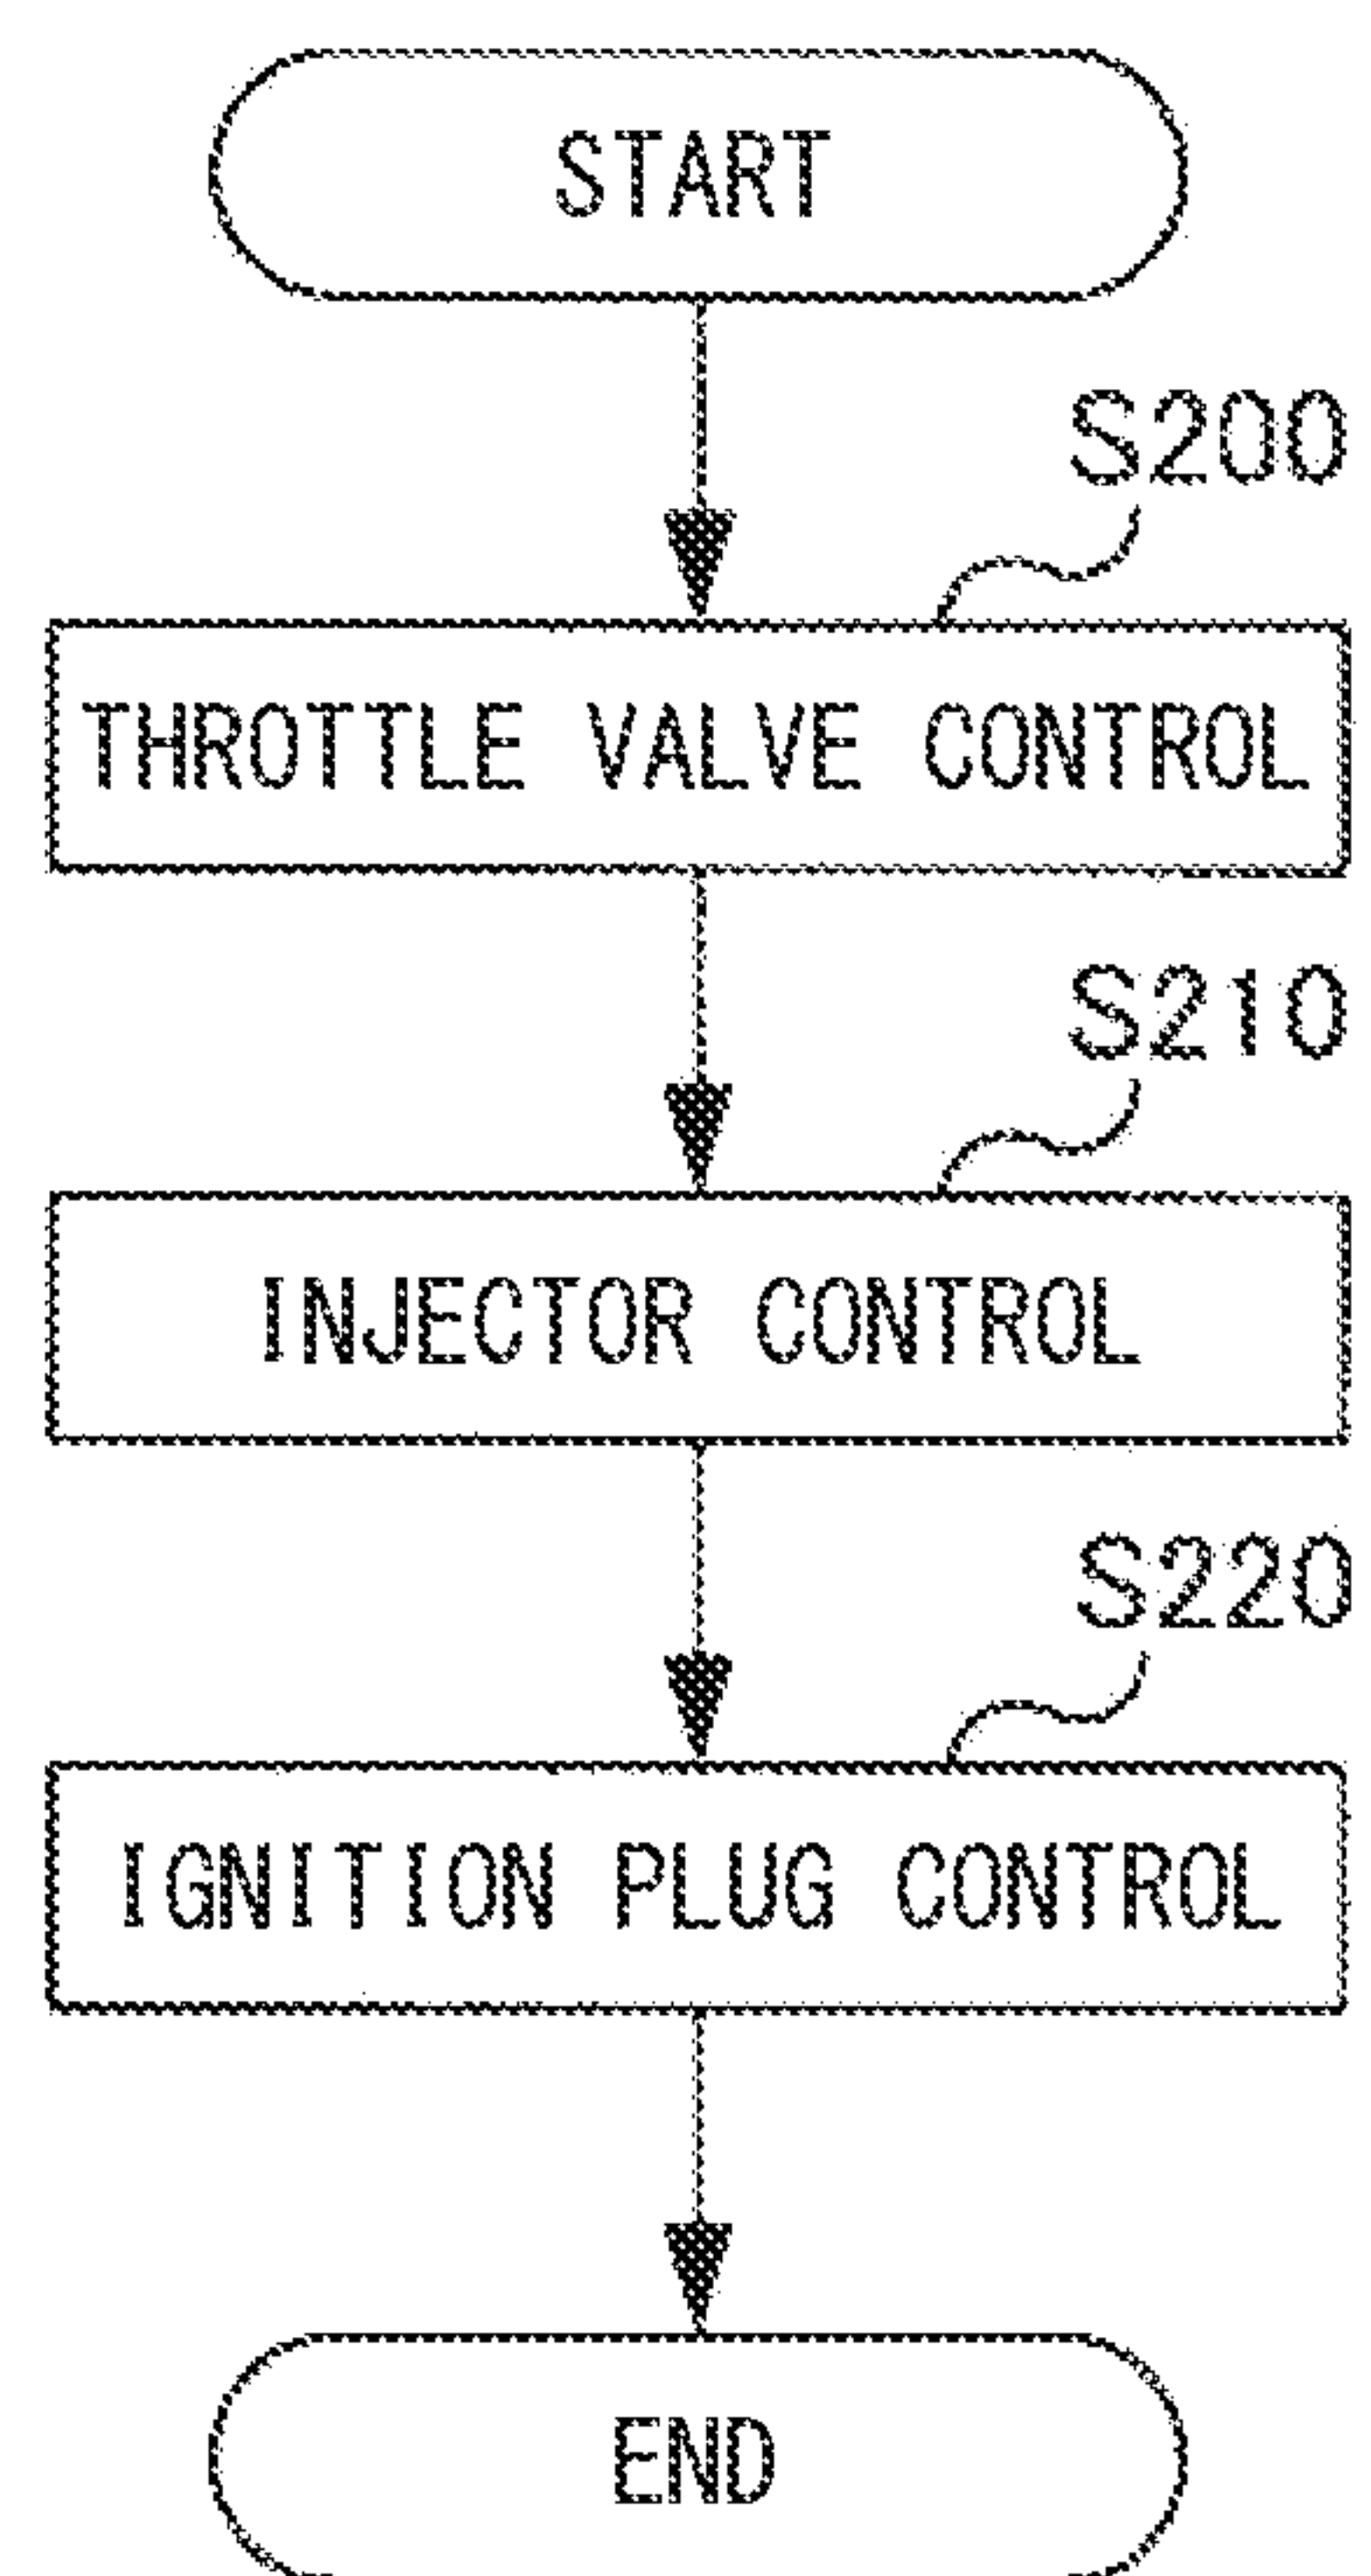 START
S200
THROTTLE VALVE CONTROL
S210
INJECTOR CONTROL
S220
IGNITION PLUG CONTROL
END